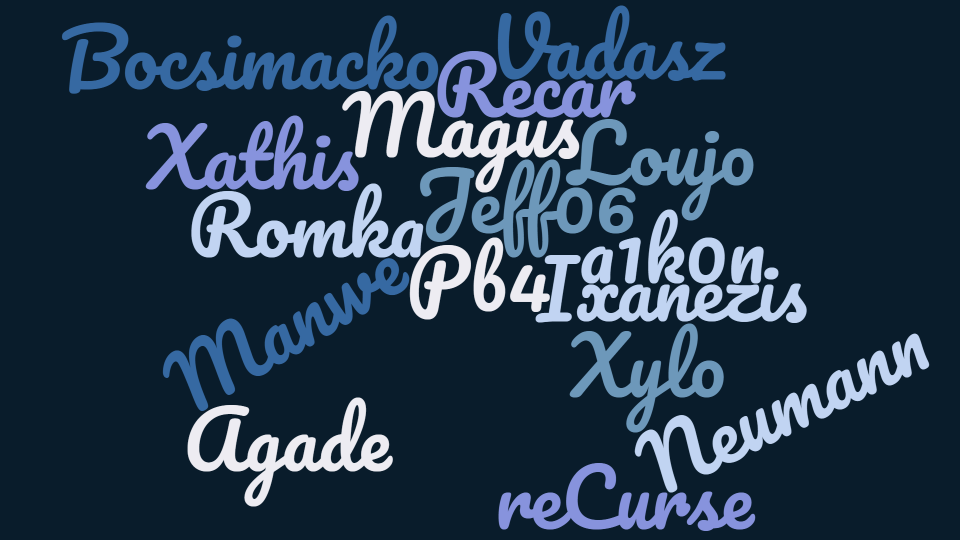 Bocsimacko
Vadasz
Recar
Magus
Xathis
Loujo
Jeff06
Romka
a1k0n
Pb4
Ixanezis
Manwe
Xylo
Neumann
Agade
reCurse